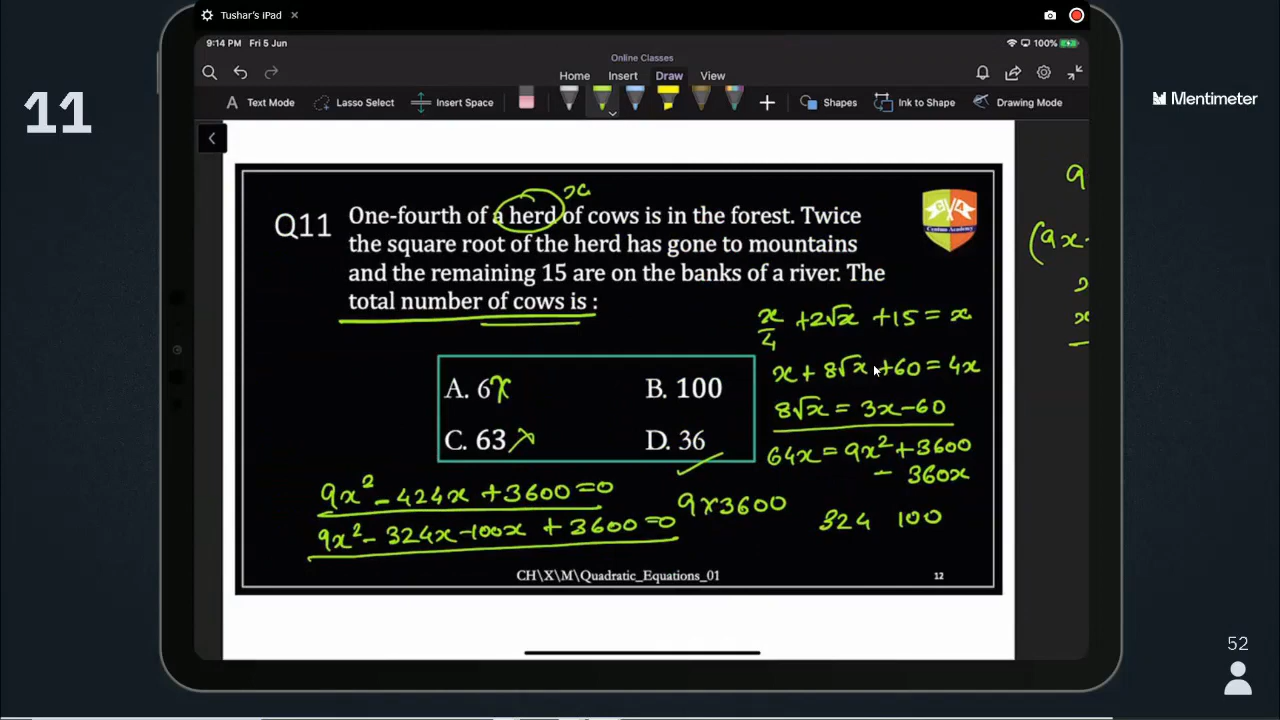 Tushar's iPad ×
9:14 PM Fri 5 Jun
100%
Online Classes
Home Insert Draw View
A Text Mode Lasso Select Insert Space Shapes Ink to Shape Drawing Mode
11
Mentimeter
Q11
One-fourth of a herd of cows is in the forest. Twice
the square root of the herd has gone to mountains
and the remaining 15 are on the banks of a river. The
total number of cows is :
x
Centum Academy
x/4 + 2√x + 15 = x
x + 8√x + 60 = 4x
8√x = 3x - 60
64x = 9x² + 3600
- 360x
A. 6 B. 100
C. 63 D. 36
9x² - 424x + 3600 = 0
9x² - 324x - 100x + 3600 = 0
9 x 3600
324 100
CH\X\M\Quadratic_Equations_01
12
9
(9x-
x
x
52